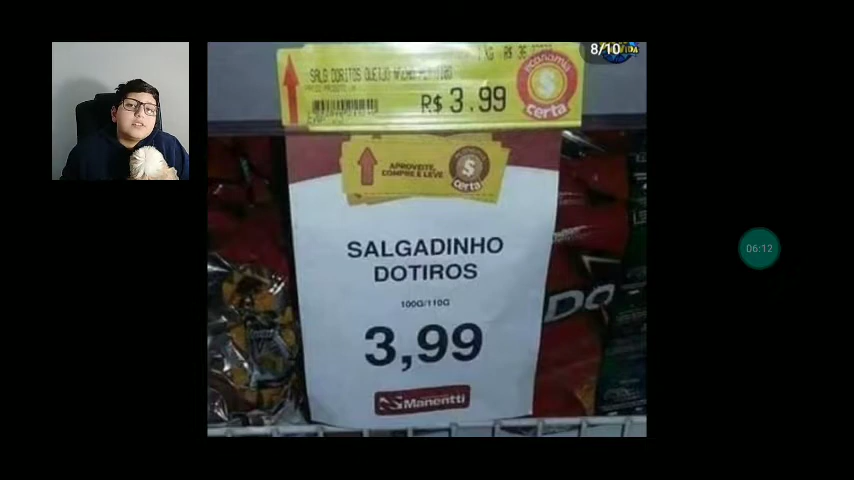 8/10
SALG DORITOS QUEIJO
R$ 3.99
economia
$
certa
APROVEITE,
COMPRE E LEVE
economia
$
certa
SALGADINHO
DOTIROS
100G/110G
3,99
Manentti
DO
06:12